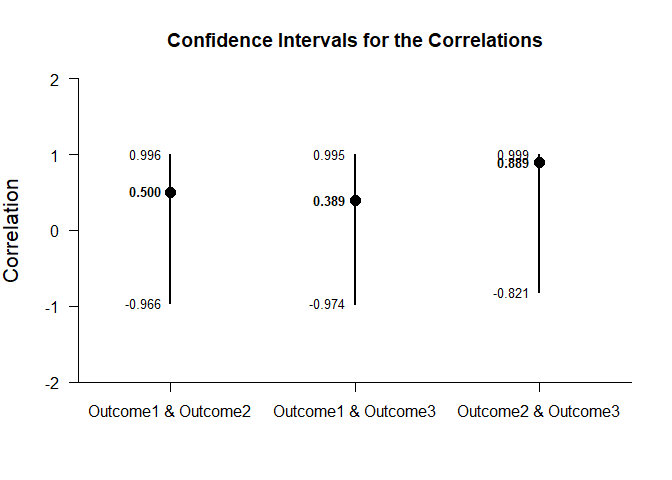 Confidence Intervals for the Correlations
Correlation
2
1
0
-1
-2
0.996
0.500
-0.966
0.995
0.389
-0.974
0.999
0.889
-0.821
Outcome1 & Outcome2
Outcome1 & Outcome3
Outcome2 & Outcome3